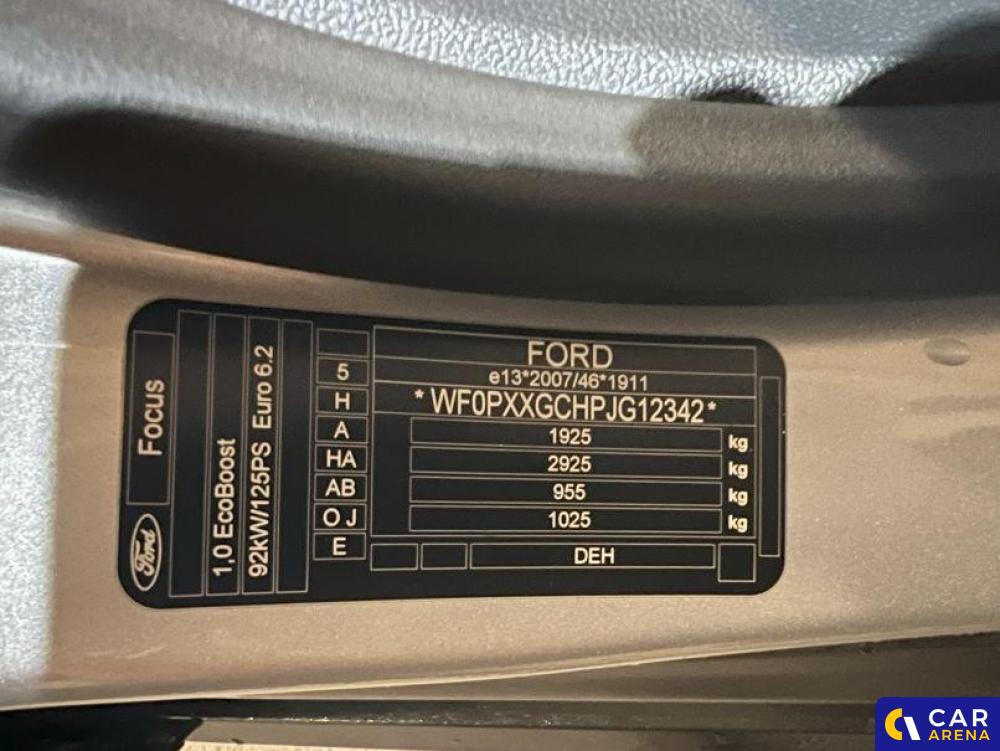 Ford
Focus
1,0 EcoBoost
92kW/125PS Euro 6.2
5
H
A
HA
AB
O J
E
FORD
e13*2007/46*1911
*WF0PXXGCHPJG12342*
1925 kg
2925 kg
955 kg
1025 kg
DEH
CAR
ARENA